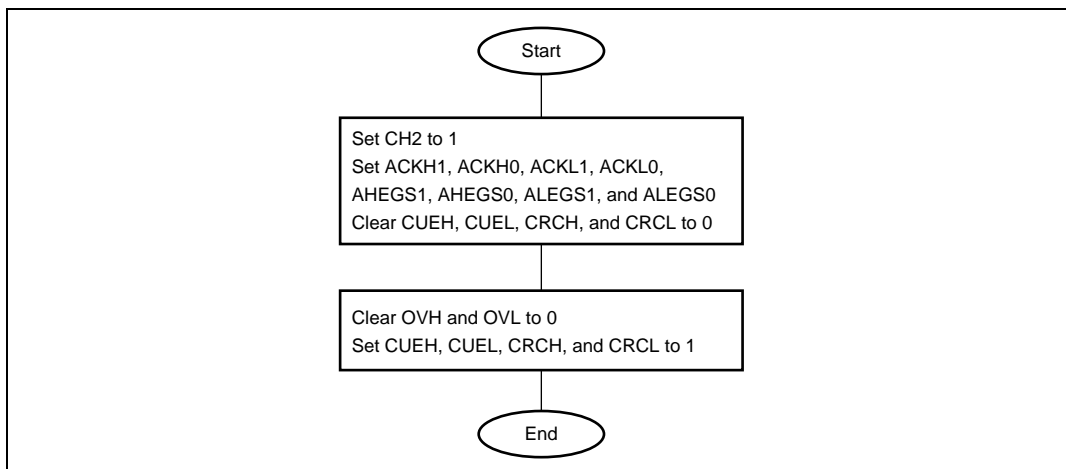 Start
Set CH2 to 1
Set ACKH1, ACKH0, ACKL1, ACKL0,
AHEGS1, AHEGS0, ALEGS1, and ALEGS0
Clear CUEH, CUEL, CRCH, and CRCL to 0
Clear OVH and OVL to 0
Set CUEH, CUEL, CRCH, and CRCL to 1
End